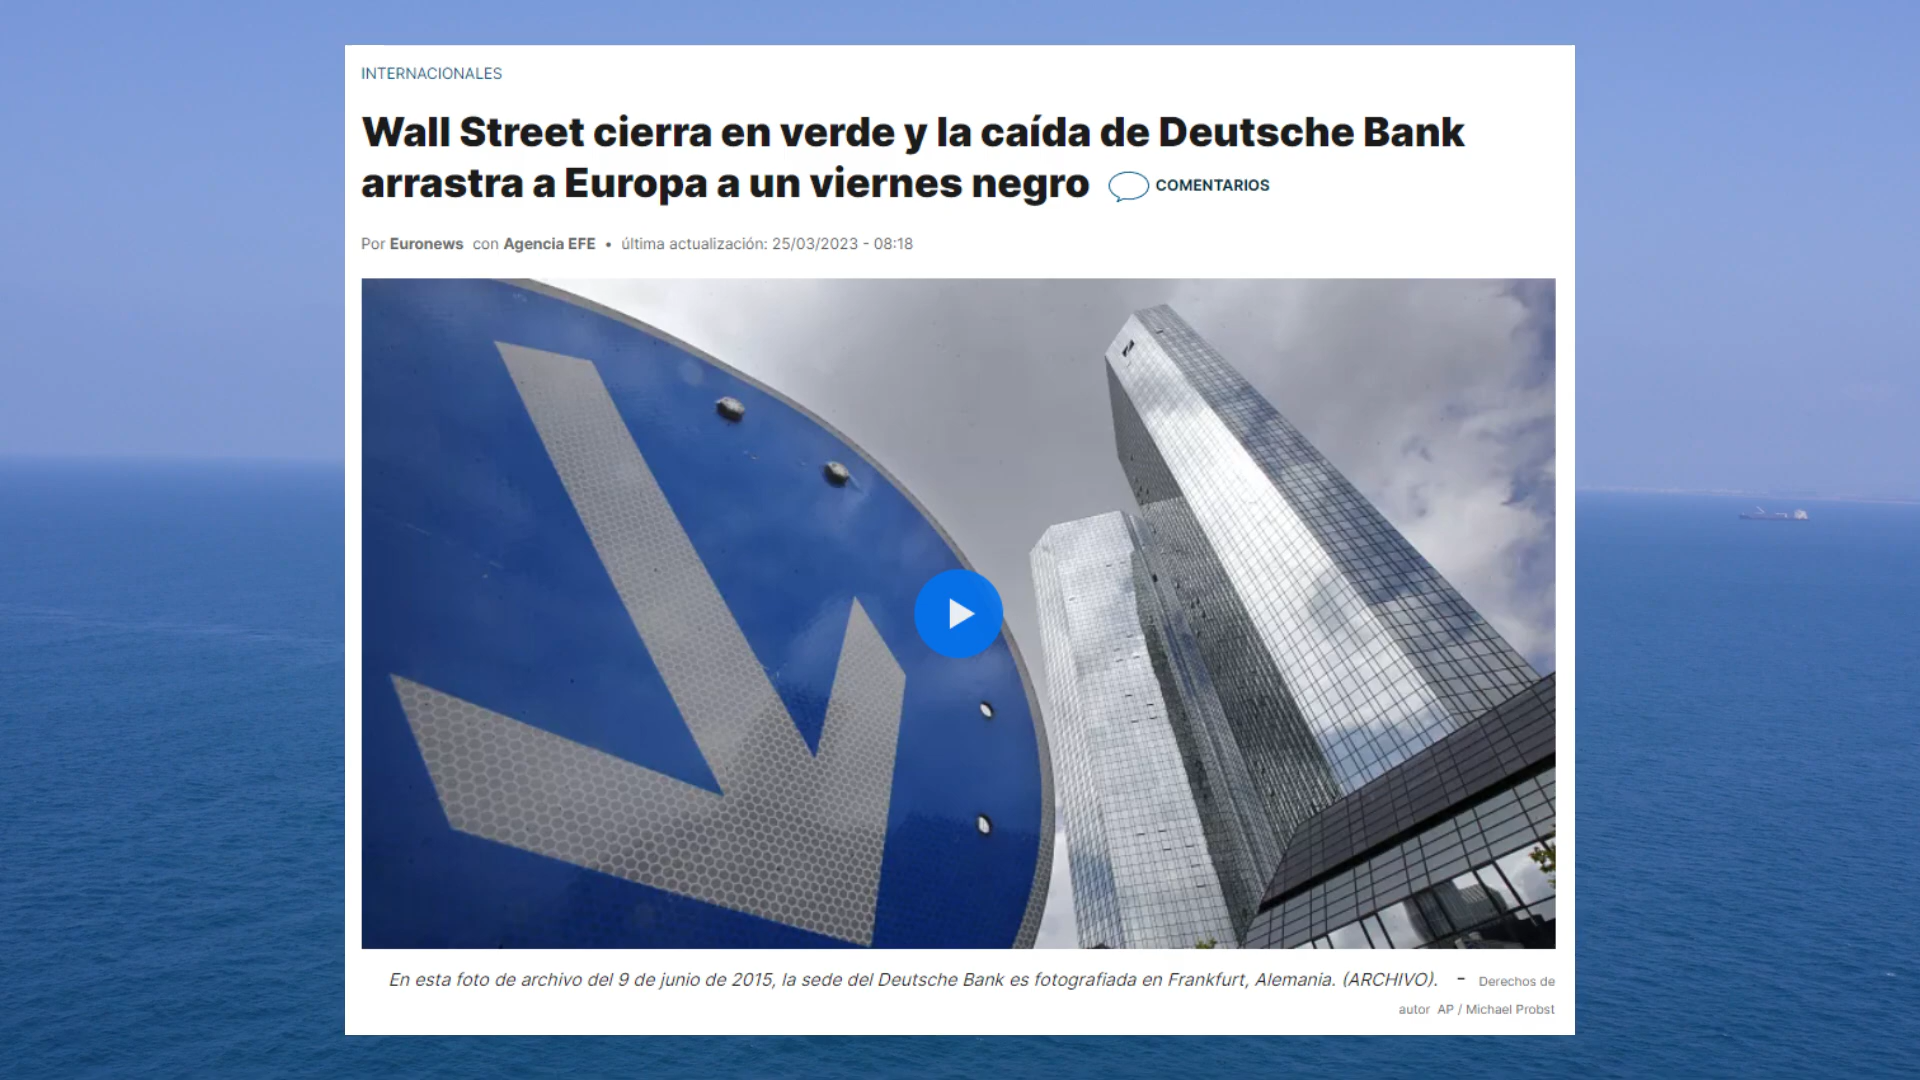 INTERNACIONALES
Wall Street cierra en verde y la caída de Deutsche Bank
arrastra a Europa a un viernes negro COMENTARIOS
Por Euronews con Agencia EFE • última actualización: 25/03/2023 - 08:18
En esta foto de archivo del 9 de junio de 2015, la sede del Deutsche Bank es fotografiada en Frankfurt, Alemania. (ARCHIVO). - Derechos de
autor AP / Michael Probst